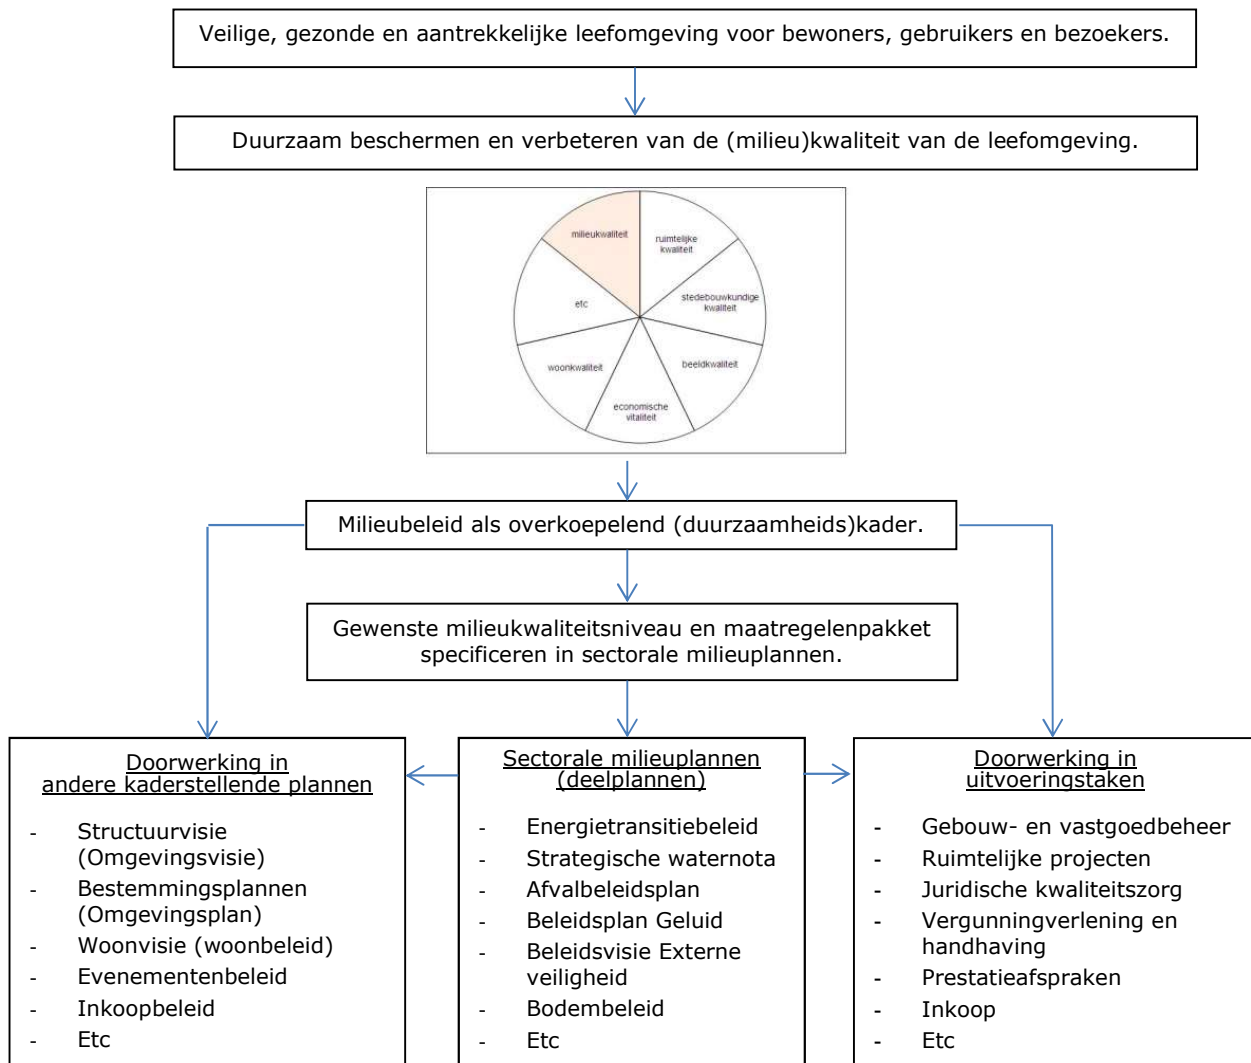 Veilige, gezonde en aantrekkelijke leefomgeving voor bewoners, gebruikers en bezoekers.
Duurzaam beschermen en verbeteren van de (milieu)kwaliteit van de leefomgeving.
milieukwaliteit
ruimtelijke
kwaliteit
stedebouwkundige
kwaliteit
beeldkwaliteit
economische
vitaliteit
woonkwaliteit
etc
Milieubeleid als overkoepelend (duurzaamheids)kader.
Gewenste milieukwaliteitsniveau en maatregelenpakket
specificeren in sectorale milieuplannen.
Doorwerking in
andere kaderstellende plannen
- Structuurvisie
(Omgevingsvisie)
- Bestemmingsplannen
(Omgevingsplan)
- Woonvisie (woonbeleid)
- Evenementenbeleid
- Inkoopbeleid
- Etc
Sectorale milieuplannen
(deelplannen)
- Energietransitiebeleid
- Strategische waternota
- Afvalbeleidsplan
- Beleidsplan Geluid
- Beleidsvisie Externe
veiligheid
- Bodembeleid
- Etc
Doorwerking in
uitvoeringstaken
- Gebouw- en vastgoedbeheer
- Ruimtelijke projecten
- Juridische kwaliteitszorg
- Vergunningverlening en
handhaving
- Prestatieafspraken
- Inkoop
- Etc